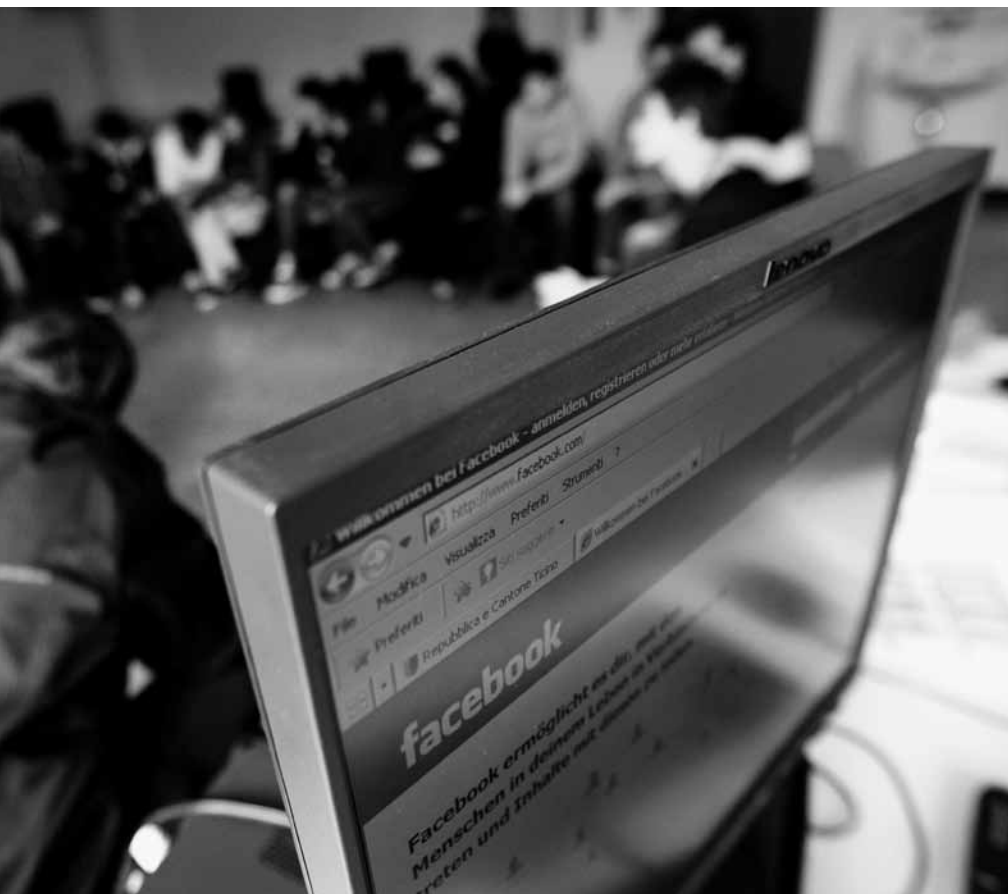 lenovo
Willkommen bei Facebook - anmelden, registrieren oder mehr erfahren
http://www.facebook.com/
File Modifica Visualizza Preferiti Strumenti ?
Preferiti Siti suggeriti
Repubblica e Cantone Ticino Willkommen bei Facebook
facebook
Facebook ermöglicht es dir, mit den
Menschen in deinem Leben in Verbindung zu
treten und Inhalte mit diesen zu teilen.